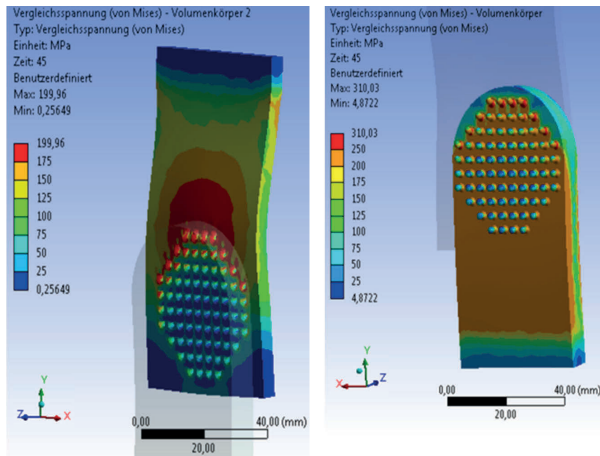 Vergleichsspannung (von Mises) - Volumenkörper 2
Typ: Vergleichsspannung (von Mises)
Einheit: MPa
Zeit: 45
Benutzerdefiniert
Max: 199,96
Min: 0,25649
199,96
175
150
125
100
75
50
25
0,25649
Y
Z
X
0,00
40,00 (mm)
20,00
Vergleichsspannung (von Mises) - Volumenkörper
Typ: Vergleichsspannung (von Mises)
Einheit: MPa
Zeit: 45
Benutzerdefiniert
Max: 310,03
Min: 4,8722
310,03
250
200
175
150
125
100
75
50
25
4,8722
Y
X
Z
0,00
40,00 (mm)
20,00